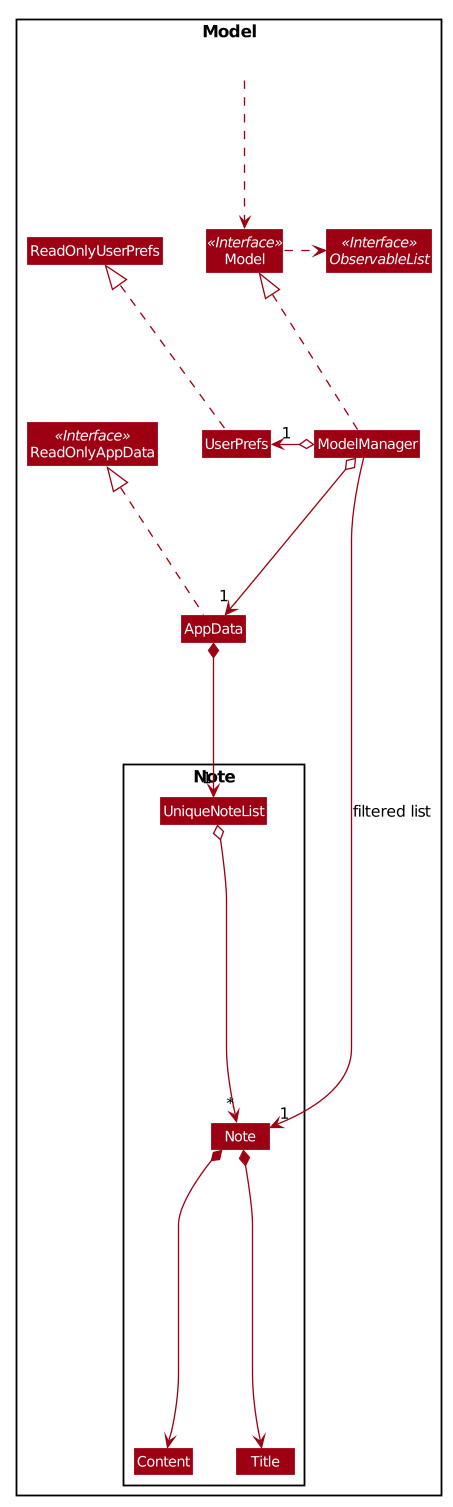 Model
ReadOnlyUserPrefs
«Interface»
Model
«Interface»
ObservableList
«Interface»
ReadOnlyAppData
UserPrefs
1
ModelManager
1
AppData
Note
1
UniqueNoteList
filtered list
*
1
Note
Content
Title